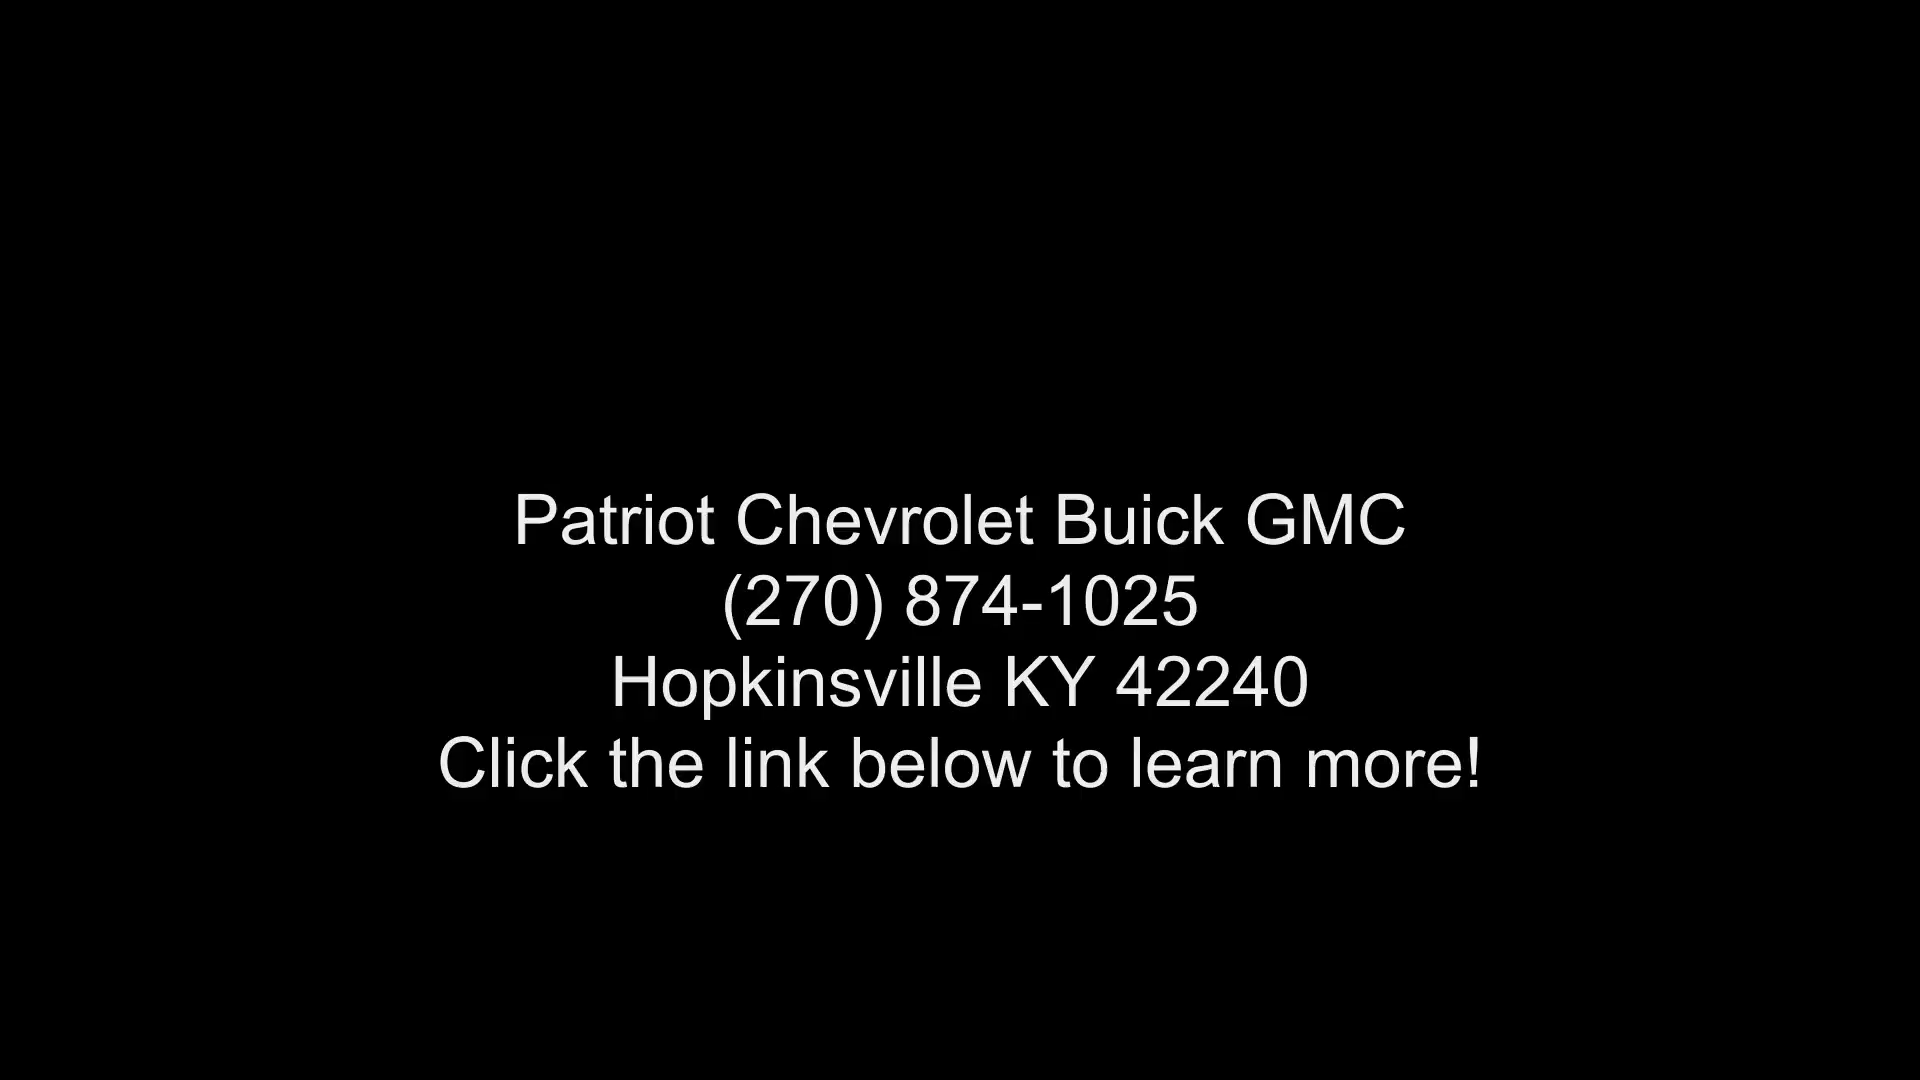 Patriot Chevrolet Buick GMC
(270) 874-1025
Hopkinsville KY 42240
Click the link below to learn more!